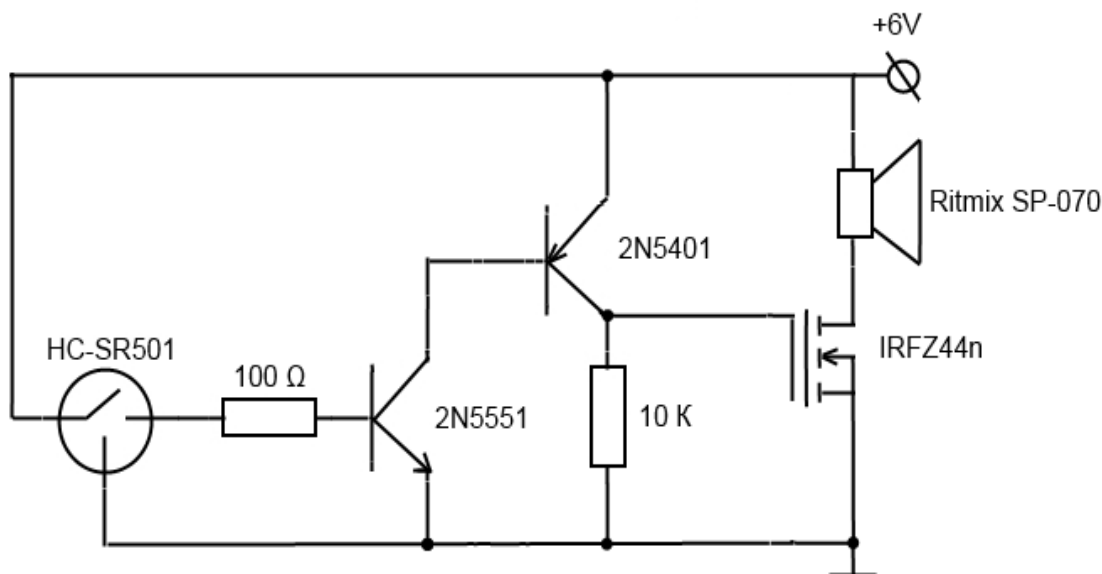 +6V
Ritmix SP-070
2N5401
IRFZ44n
HC-SR501
100 Ω
2N5551
10 K